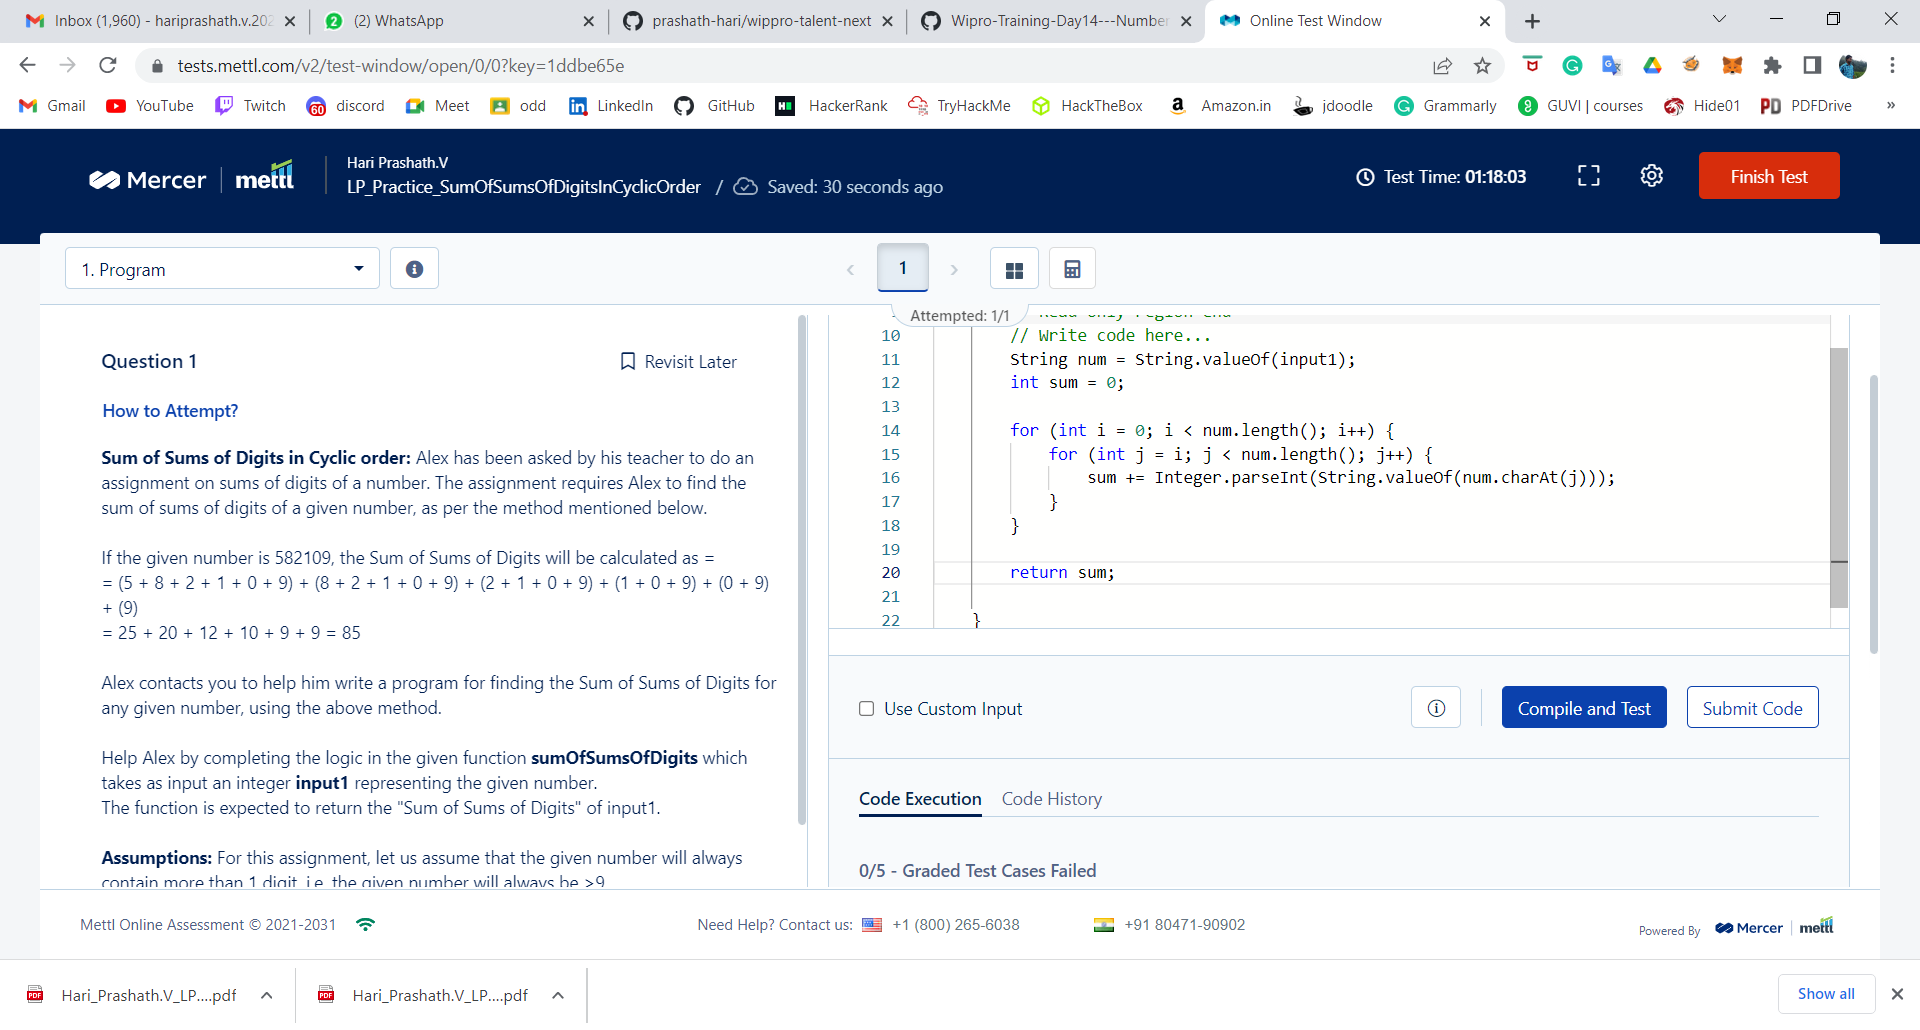 Inbox (1,960) - hariprashath.v.202
(2) WhatsApp
prashath-hari/wippro-talent-next
Wipro-Training-Day14---Number
Online Test Window
tests.mettl.com/v2/test-window/open/0/0?key=1ddbe65e
Gmail YouTube Twitch discord Meet odd LinkedIn GitHub HackerRank TryHackMe HackTheBox Amazon.in jdoodle Grammarly GUVI | courses Hide01 PDFDrive »
Mercer mettl
Hari Prashath.V
LP_Practice_SumOfSumsOfDigitsInCyclicOrder / Saved: 30 seconds ago
Test Time: 01:18:03
Finish Test
1. Program
1
Attempted: 1/1
Question 1
Revisit Later
How to Attempt?
Sum of Sums of Digits in Cyclic order: Alex has been asked by his teacher to do an
assignment on sums of digits of a number. The assignment requires Alex to find the
sum of sums of digits of a given number, as per the method mentioned below.
If the given number is 582109, the Sum of Sums of Digits will be calculated as =
= (5 + 8 + 2 + 1 + 0 + 9) + (8 + 2 + 1 + 0 + 9) + (2 + 1 + 0 + 9) + (1 + 0 + 9) + (0 + 9)
+ (9)
= 25 + 20 + 12 + 10 + 9 + 9 = 85
Alex contacts you to help him write a program for finding the Sum of Sums of Digits for
any given number, using the above method.
Help Alex by completing the logic in the given function sumOfSumsOfDigits which
takes as input an integer input1 representing the given number.
The function is expected to return the "Sum of Sums of Digits" of input1.
Assumptions: For this assignment, let us assume that the given number will always
contain more than 1 digit, i.e. the given number will always be >9
10 // Write code here...
11 String num = String.valueOf(input1);
12 int sum = 0;
13
14 for (int i = 0; i < num.length(); i++) {
15 for (int j = i; j < num.length(); j++) {
16 sum += Integer.parseInt(String.valueOf(num.charAt(j)));
17 }
18 }
19
20 return sum;
21
22 }
Use Custom Input
Compile and Test
Submit Code
Code Execution Code History
0/5 - Graded Test Cases Failed
Mettl Online Assessment © 2021-2031
Need Help? Contact us: +1 (800) 265-6038 +91 80471-90902
Powered By Mercer mettl
Hari_Prashath.V_LP....pdf
Hari_Prashath.V_LP....pdf
Show all